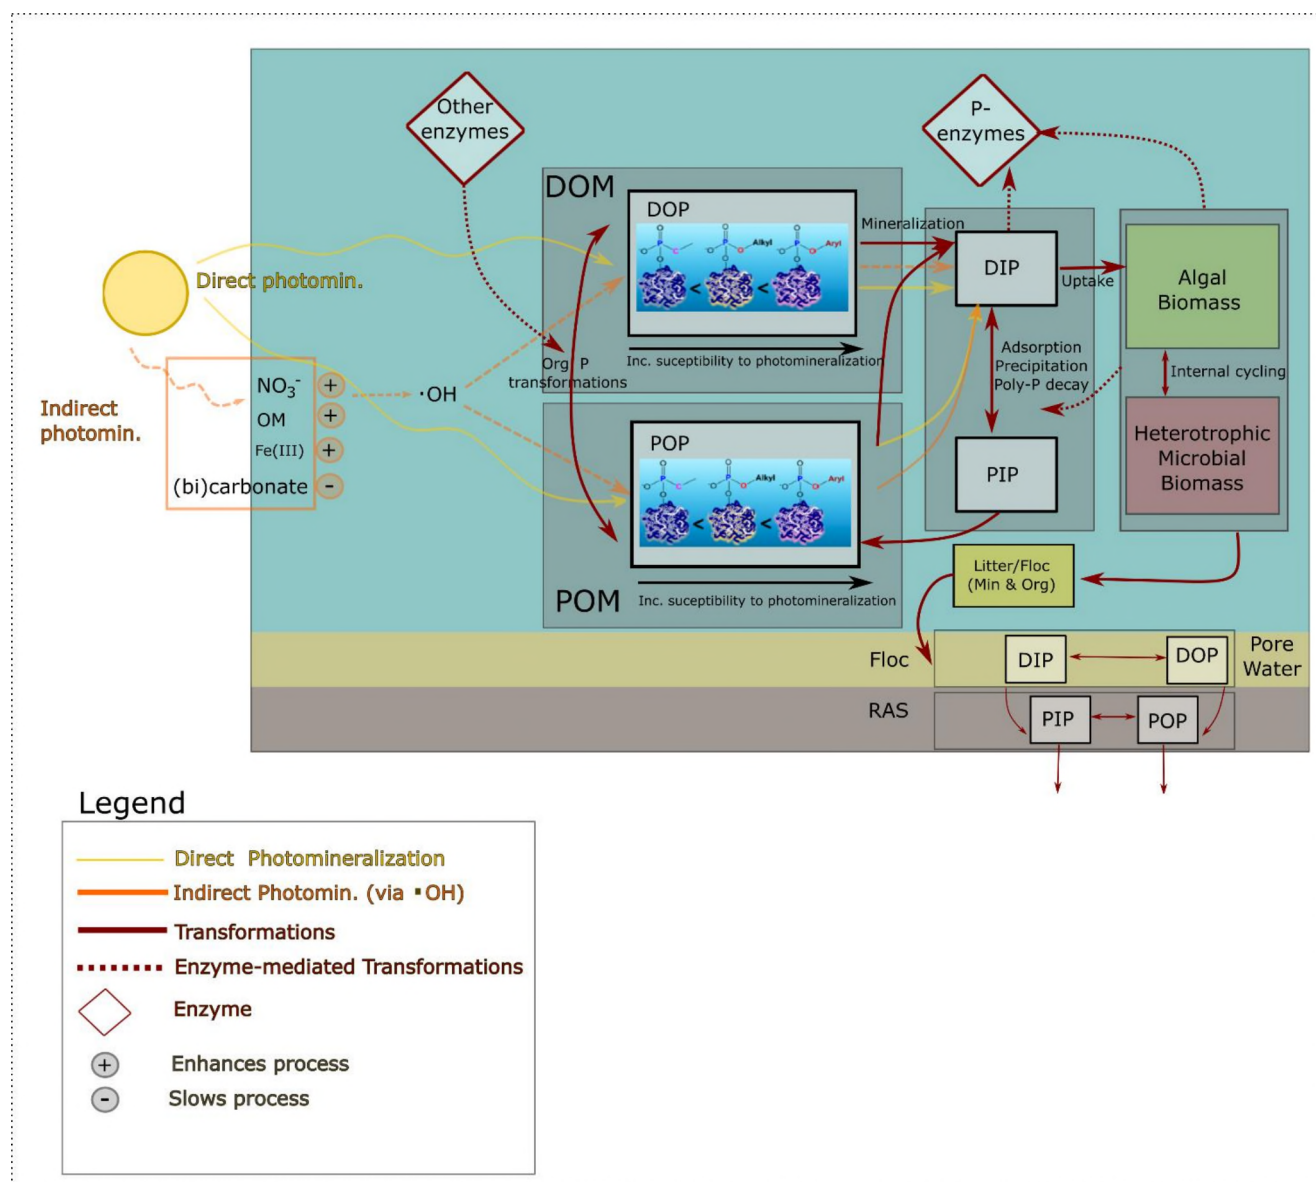 Other
enzymes
P-
enzymes
DOM
DOP
Alkyl
Aryl
<
<
Inc. suceptibility to photomineralization
Mineralization
DIP
Uptake
Algal
Biomass
Internal cycling
Heterotrophic
Microbial
Biomass
Adsorption
Precipitation
Poly-P decay
PIP
Direct photomin.
Indirect
photomin.
NO3-
+
OM
+
Fe(III)
+
(bi)carbonate
-
·OH
Org P
transformations
POP
Alkyl
Aryl
<
<
Inc. suceptibility to photomineralization
POM
Litter/Floc
(Min & Org)
Floc
DIP
DOP
Pore
Water
RAS
PIP
POP
Legend
Direct Photomineralization
Indirect Photomin. (via ·OH)
Transformations
Enzyme-mediated Transformations
Enzyme
+ Enhances process
- Slows process